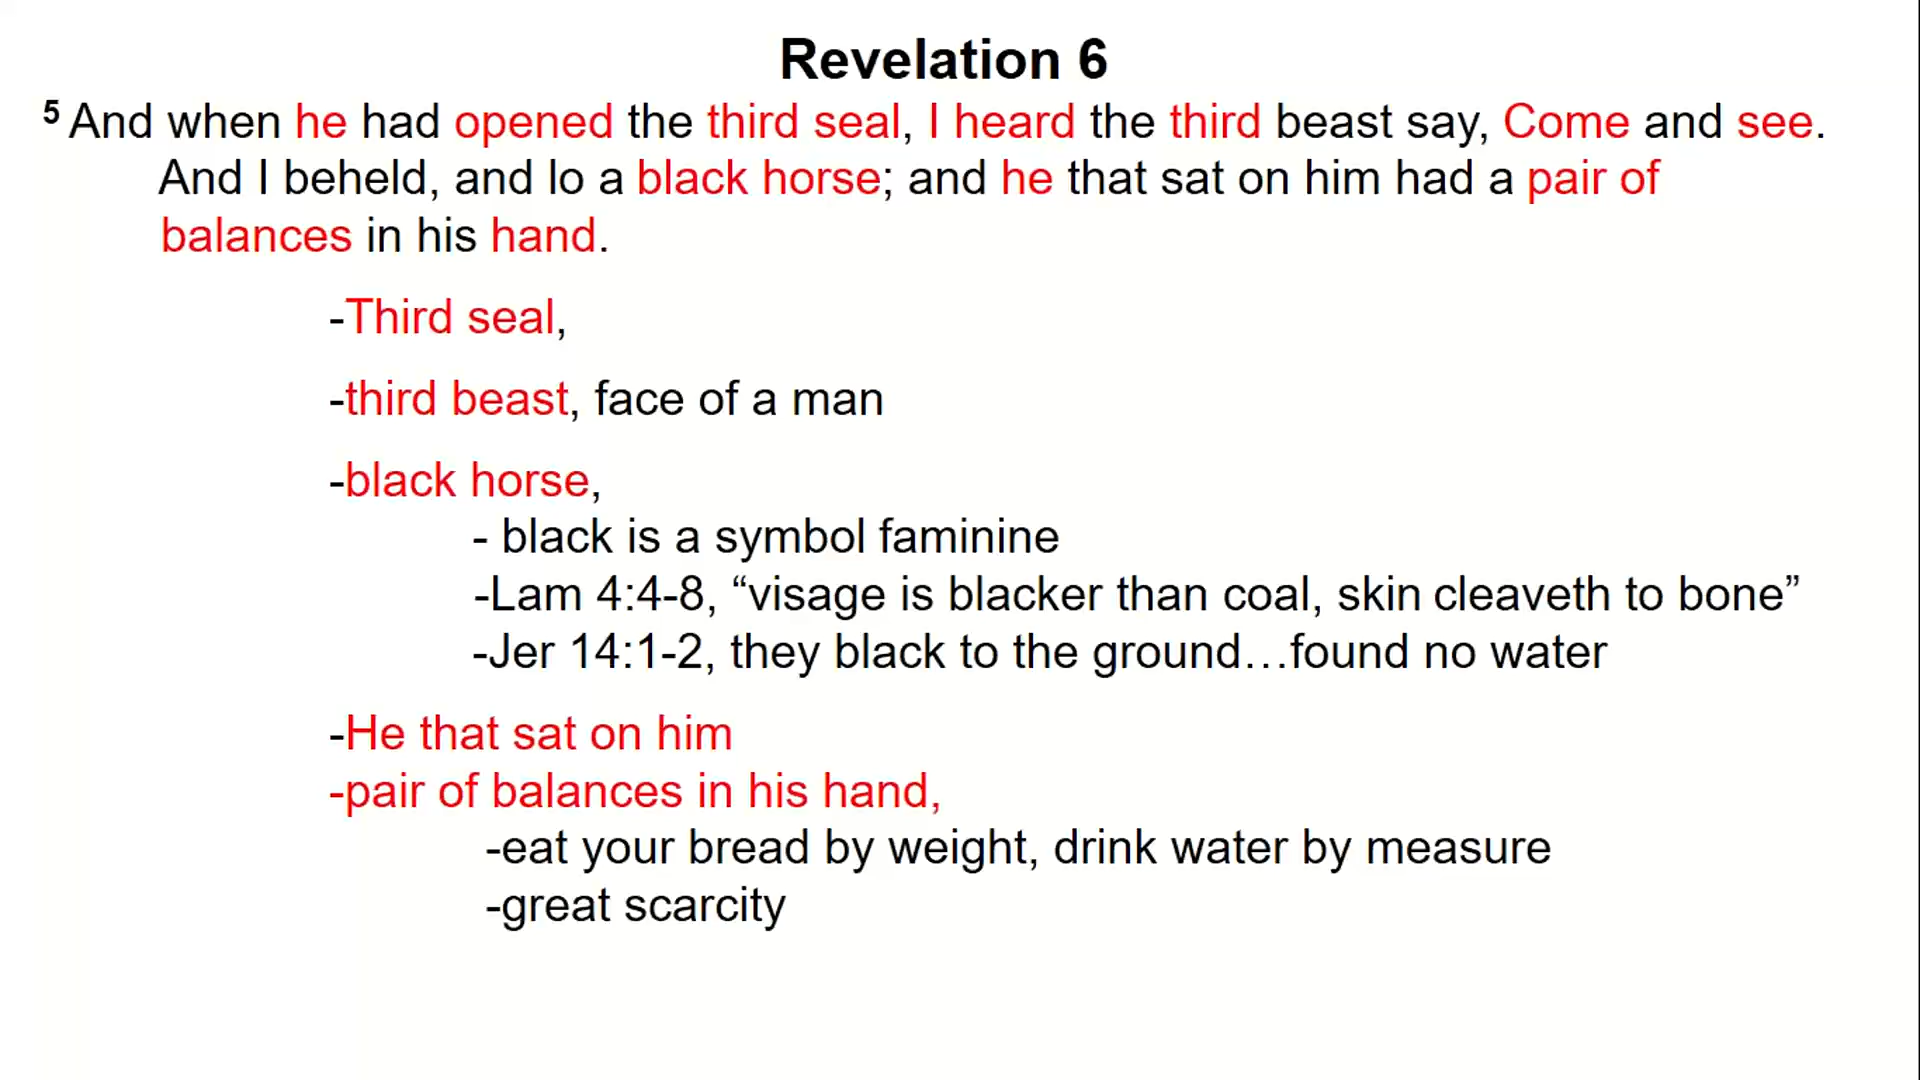 Revelation 6
5 And when he had opened the third seal, I heard the third beast say, Come and see.
And I beheld, and lo a black horse; and he that sat on him had a pair of
balances in his hand.
-Third seal,
-third beast, face of a man
-black horse,
- black is a symbol faminine
-Lam 4:4-8, “visage is blacker than coal, skin cleaveth to bone”
-Jer 14:1-2, they black to the ground…found no water
-He that sat on him
-pair of balances in his hand,
-eat your bread by weight, drink water by measure
-great scarcity